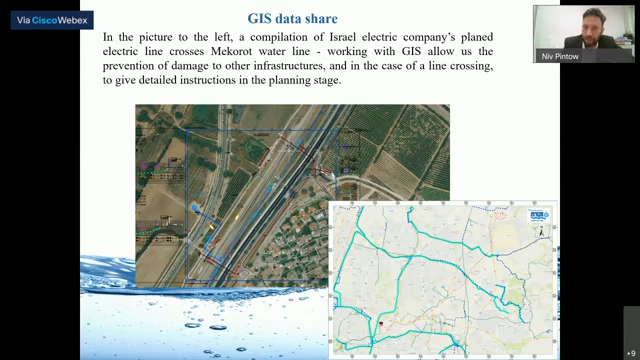 Via Cisco Webex
GIS data share
In the picture to the left, a compilation of Israel electric company's planed
electric line crosses Mekorot water line - working with GIS allow us the
prevention of damage to other infrastructures, and in the case of a line crossing,
to give detailed instructions in the planning stage.
Niv Pintow
+9